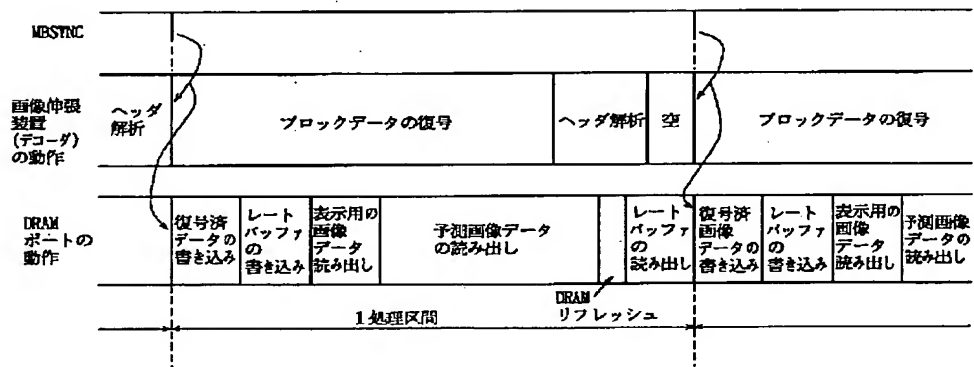 MBSYNC
画像伸張
装置
(デコーダ)
の動作
ヘッダ
解析
ブロックデータの復号
ヘッダ解析
空
ブロックデータの復号
DRAM
ポートの
動作
復号済
データの
書き込み
レート
バッファ
の
書き込み
表示用の
画像
データ
読み出し
予測画像データ
の読み出し
レート
バッファ
の
読み出し
復号済
画像
データの
書き込み
レート
バッファ
の
書き込み
表示用の
画像
データ
読み出し
予測画像
データの
読み出し
DRAM
リフレッシュ
1処理区間